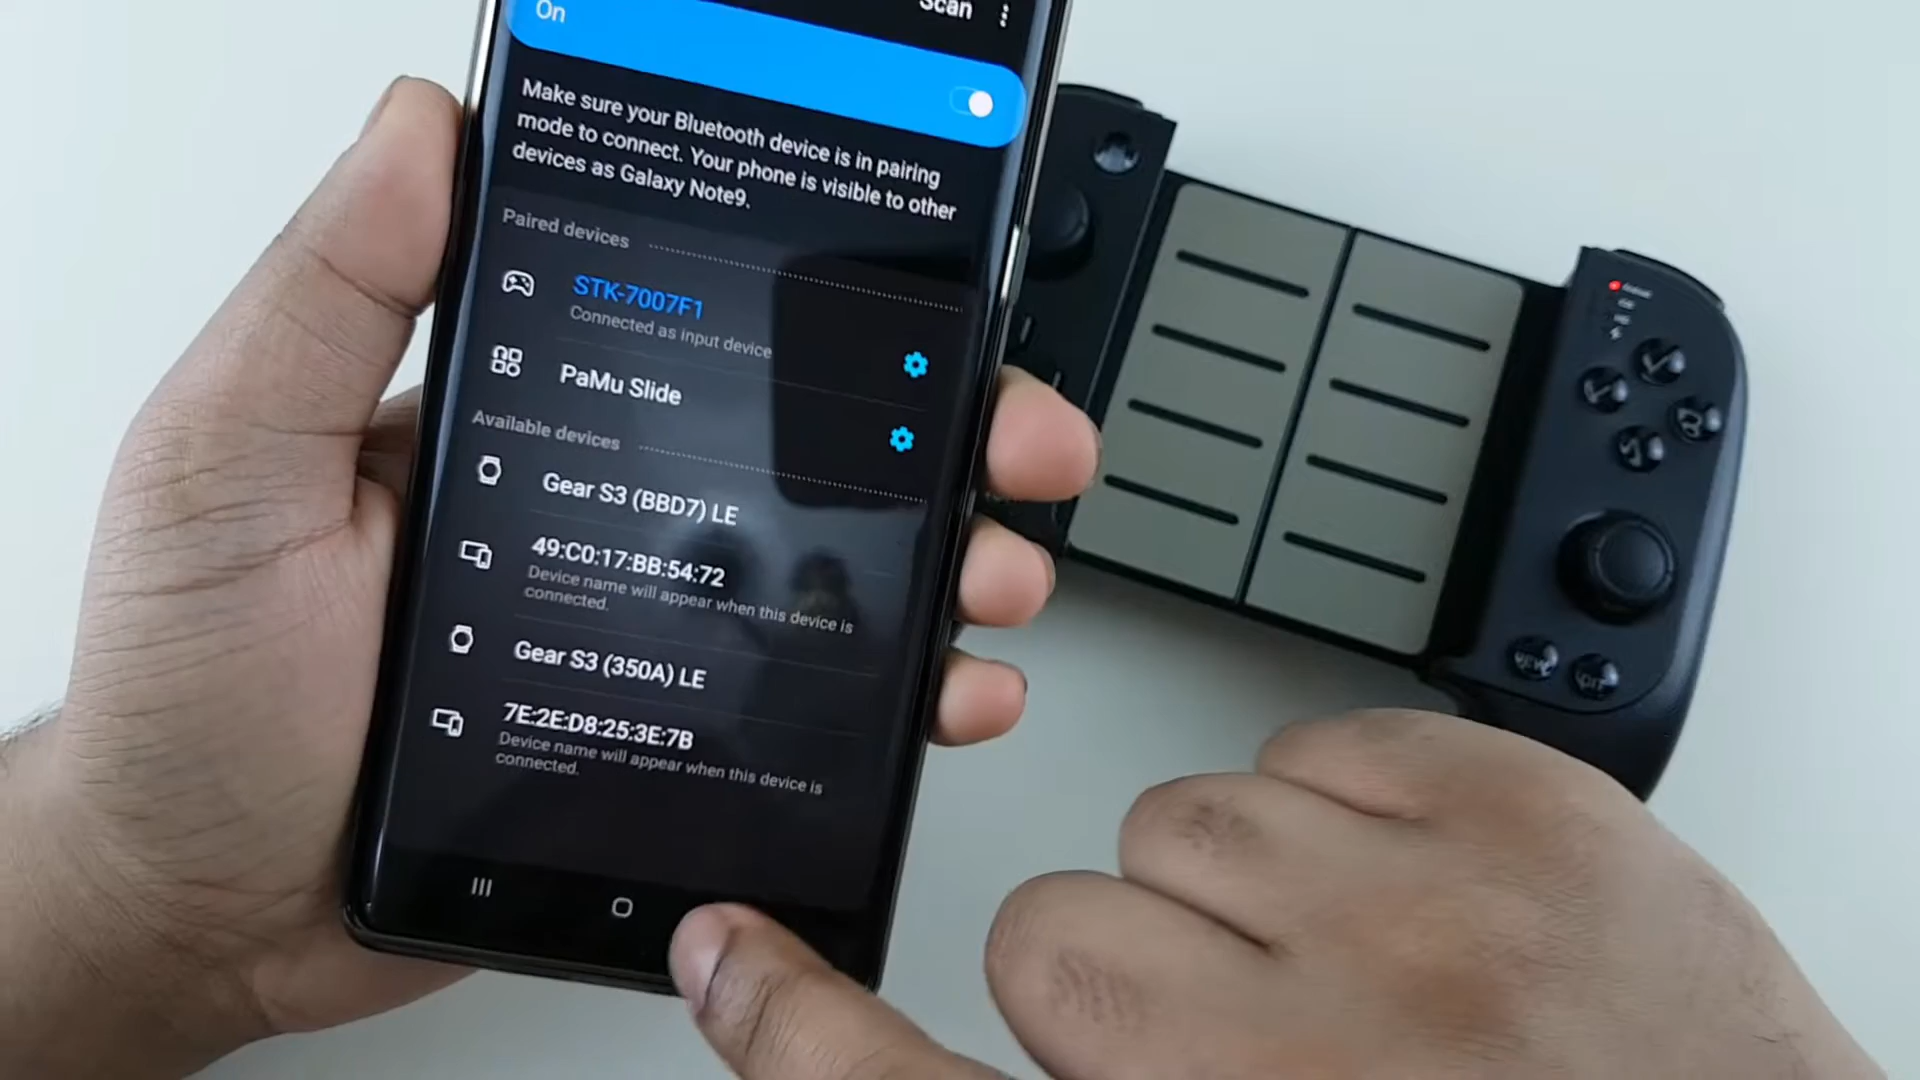 Scan
On
Make sure your Bluetooth device is in pairing
mode to connect. Your phone is visible to other
devices as Galaxy Note9.
Paired devices
STK-7007F1
Connected as input device
PaMu Slide
Available devices
Gear S3 (BBD7) LE
49:C0:17:BB:54:72
Device name will appear when this device is
connected.
Gear S3 (350A) LE
7E:2E:D8:25:3E:7B
Device name will appear when this device is
connected.